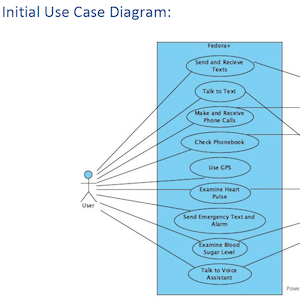 Initial Use Case Diagram:
Fedora+
Send and Recieve
Texts
Talk to Text
Make and Receive
Phone Calls
Check Phonebook
Use GPS
Examine Heart
Pulse
User
Send Emergency Text and
Alarm
Examine Blood
Sugar Level
Talk to Voice
Assistant
Powe